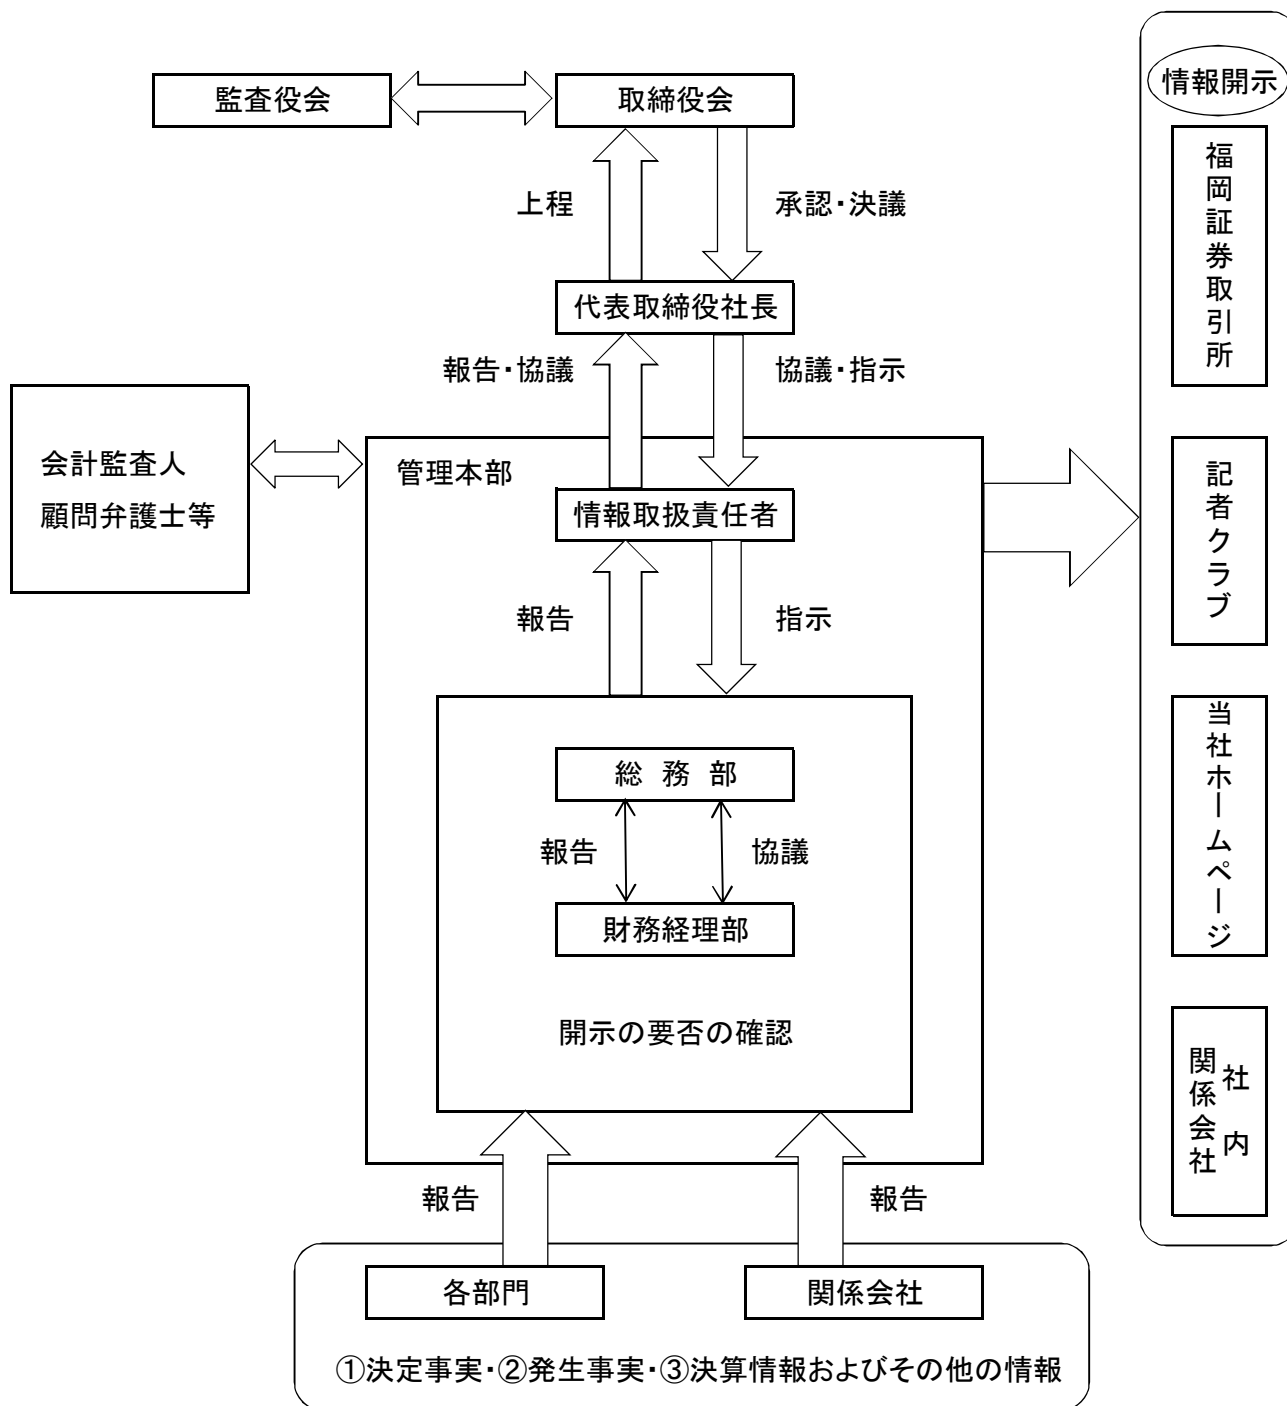 監査役会
取締役会
上程
承認・決議
代表取締役社長
報告・協議
協議・指示
会計監査人
顧問弁護士等
管理本部
情報取扱責任者
報告
指示
総 務 部
報告
協議
財務経理部
開示の要否の確認
報告
報告
各部門
関係会社
①決定事実・②発生事実・③決算情報およびその他の情報
情報開示
福岡証券取引所
記者クラブ
当社ホームページ
社 内
関係会社